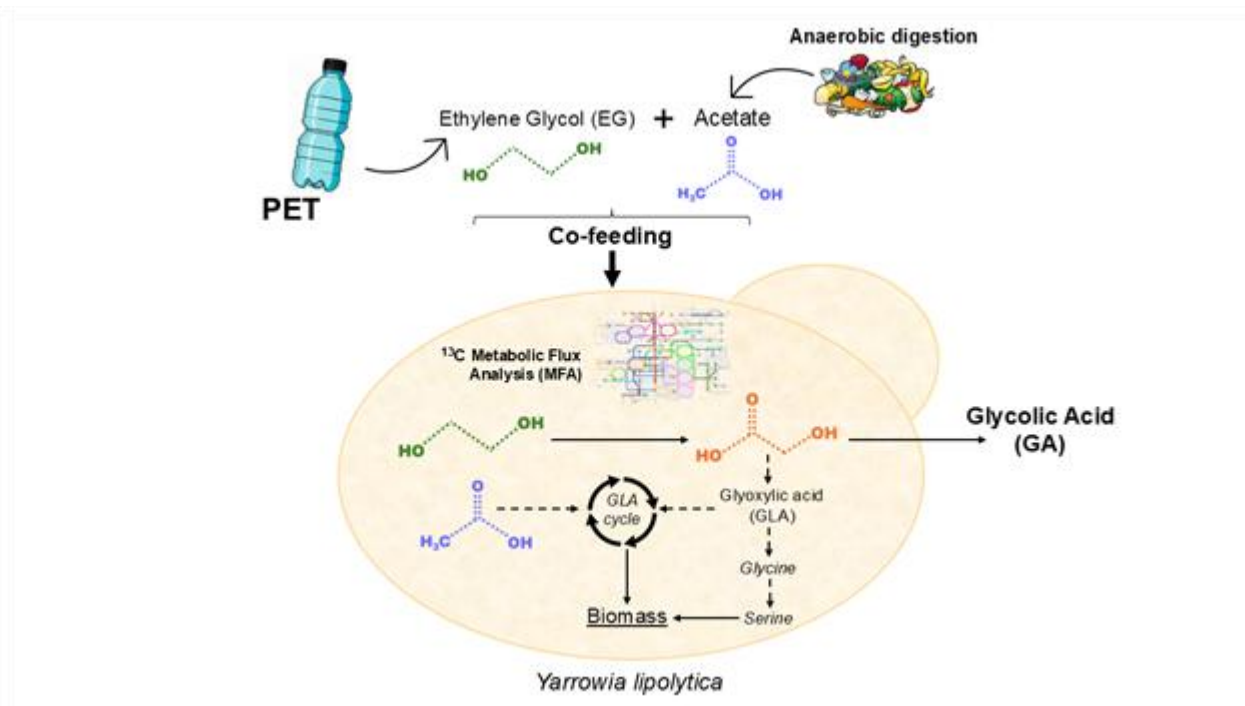 Anaerobic digestion
Ethylene Glycol (EG) + Acetate
OH
HO
O
H₃C
OH
PET
Co-feeding
¹³C Metabolic Flux
Analysis (MFA)
HO
OH
O
HO
OH
Glycolic Acid
(GA)
O
H₃C
OH
GLA
cycle
Glyoxylic acid
(GLA)
Glycine
Biomass
Serine
Yarrowia lipolytica